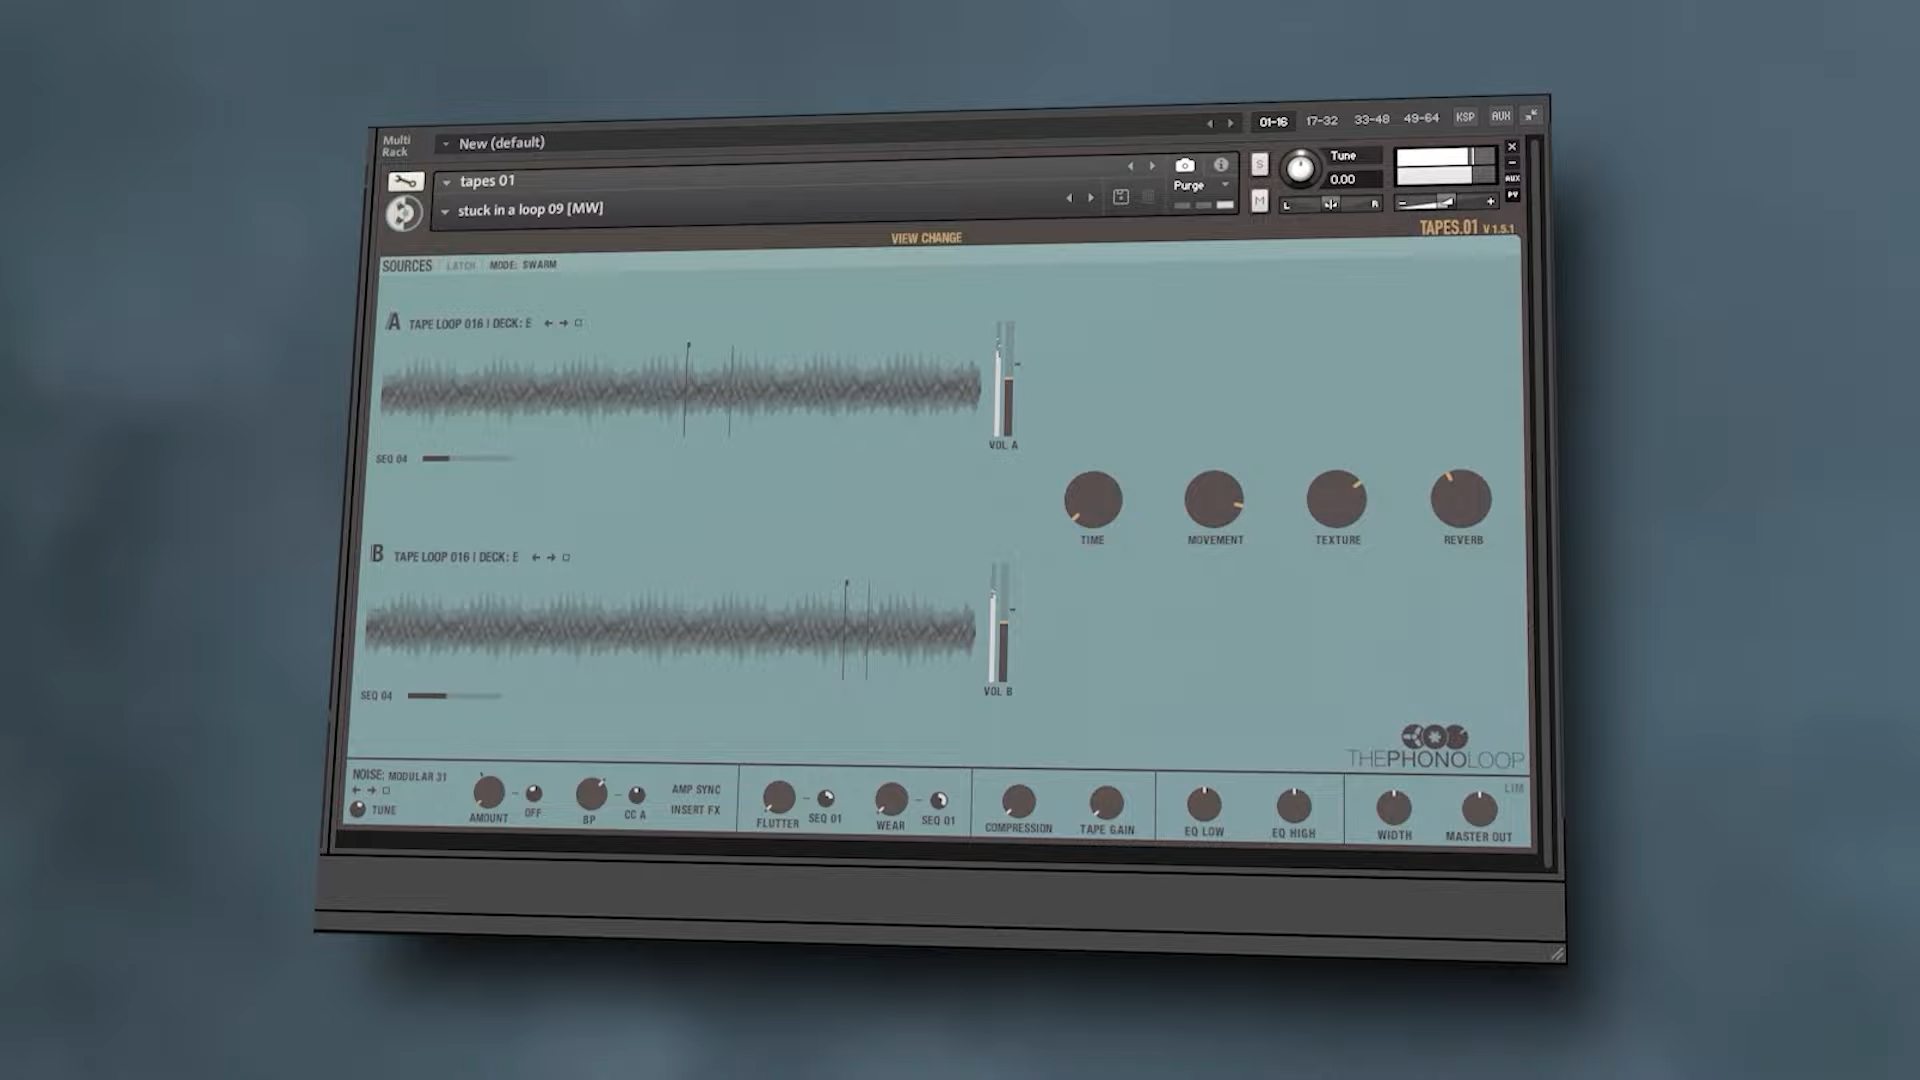 Multi Rack
New (default)
01-16 17-32 33-48 49-64 KSP AUX
tapes 01
stuck in a loop 09 [MW]
Purge
S
M
Tune
0.00
L R
AUX
PV
VIEW CHANGE
TAPES.01 V 1.5.1
SOURCES LATCH MODE: SWARM
A TAPE LOOP 016 | DECK: E
VOL A
SEQ 04
TIME MOVEMENT TEXTURE REVERB
B TAPE LOOP 016 | DECK: E
VOL B
SEQ 04
THEPHONOLOOP
NOISE: MODULAR 31
TUNE
AMOUNT OFF BP CC A
AMP SYNC
INSERT FX
FLUTTER SEQ 01 WEAR SEQ 01
COMPRESSION TAPE GAIN
EQ LOW EQ HIGH
LIM
WIDTH MASTER OUT